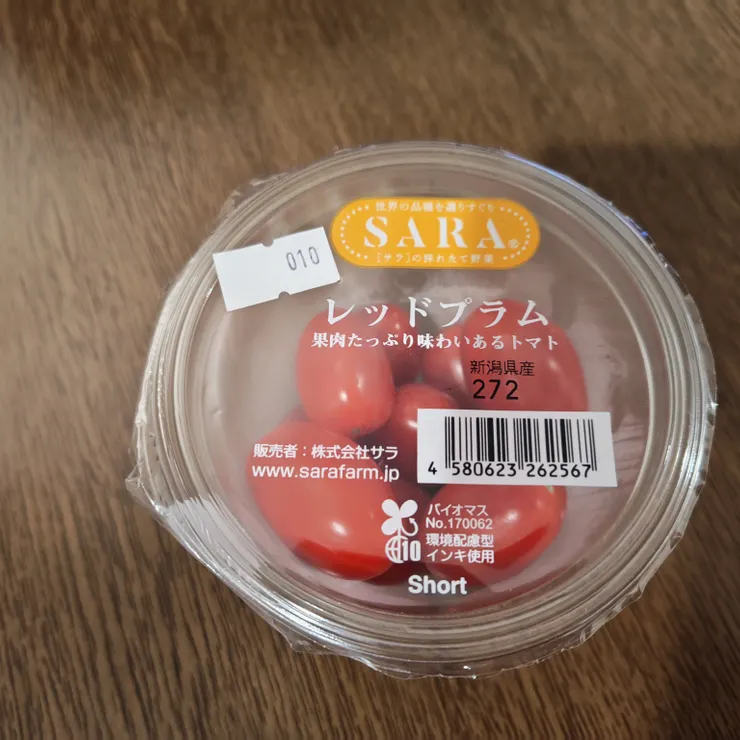 世界の品種を選りすぐり
SARA®
[サラ]の採れたて野菜
010
レッドプラム
果肉たっぷり味わいあるトマト
新潟県産
272
販売者：株式会社サラ
www.sarafarm.jp
4 580623 262567
バイオマス
No.170062
環境配慮型
インキ使用
10
Short